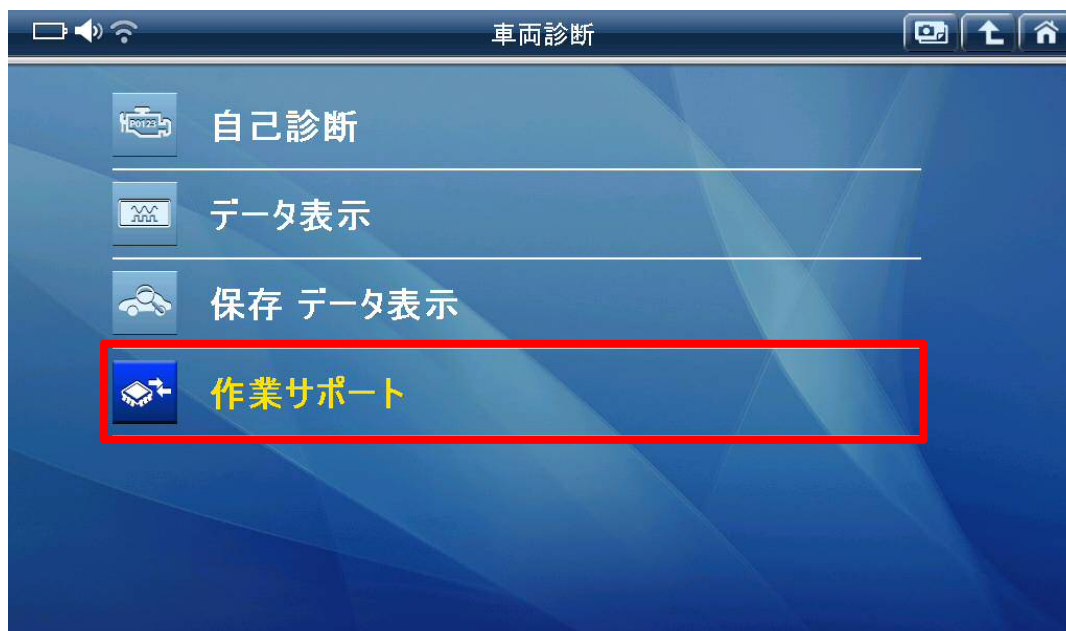 車両診断
P0123
自己診断
データ表示
保存 データ表示
作業サポート